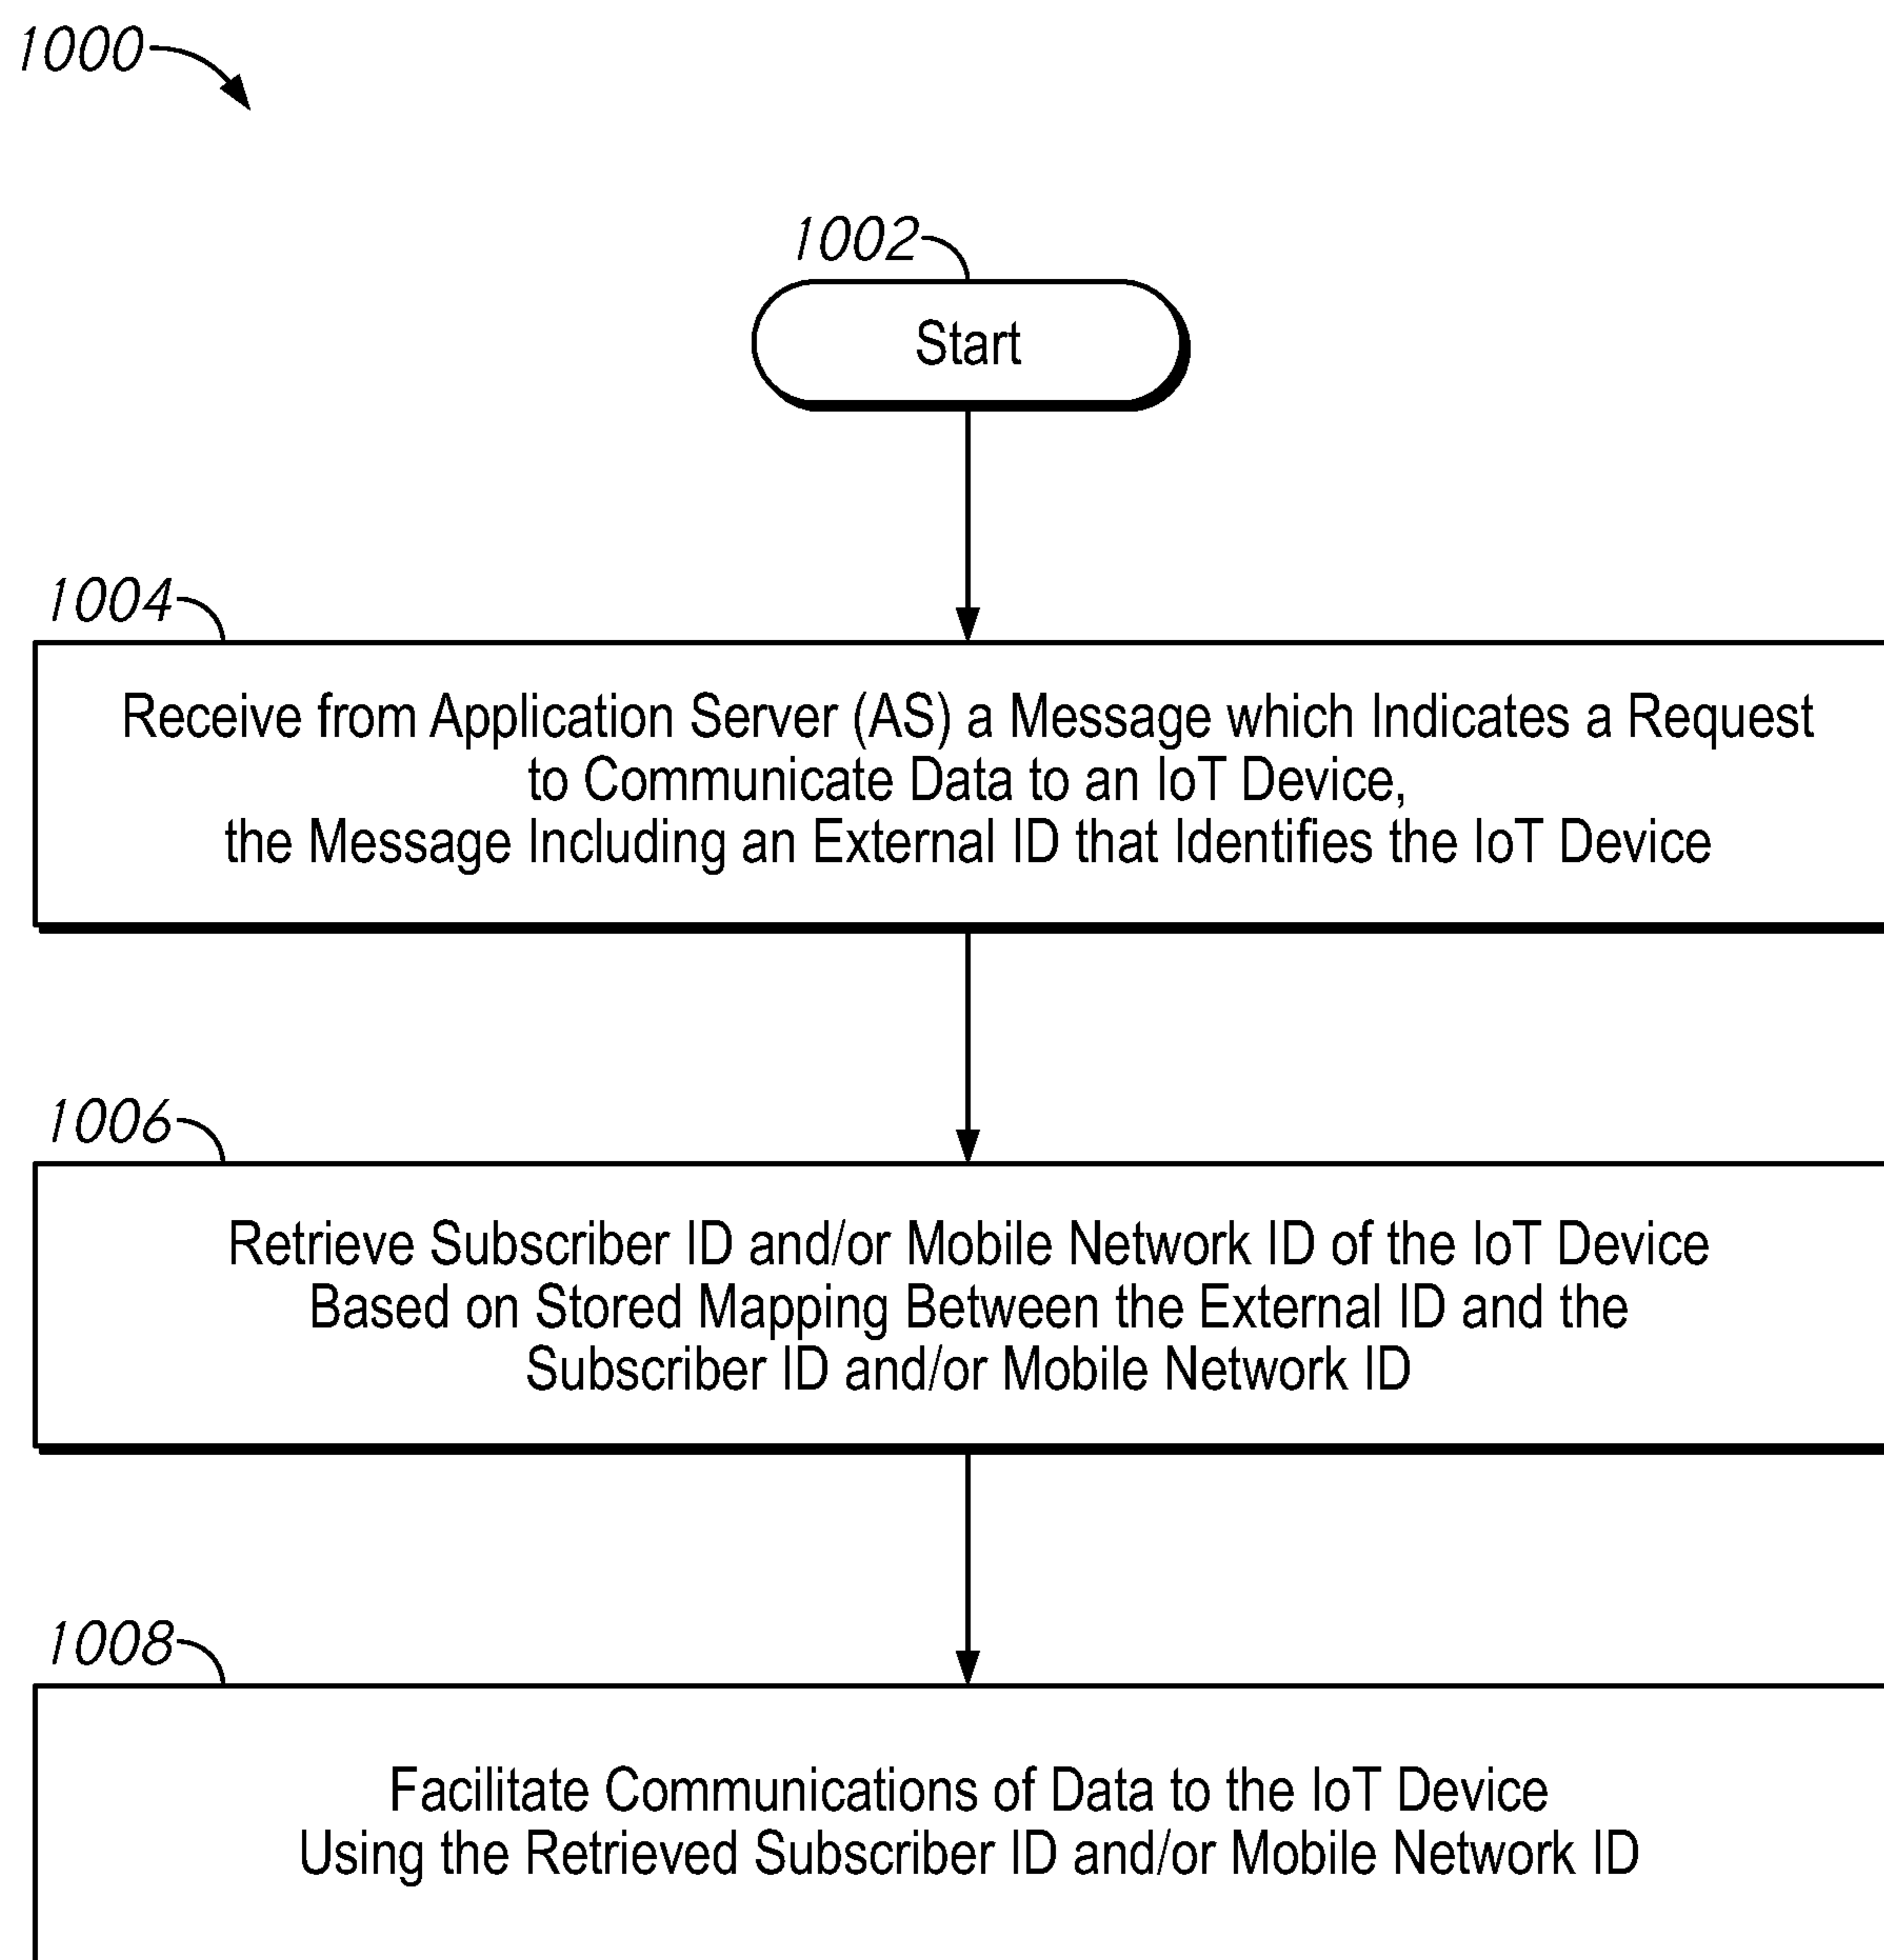 1000
1002
Start
1004
Receive from Application Server (AS) a Message which Indicates a Request
to Communicate Data to an IoT Device,
the Message Including an External ID that Identifies the IoT Device
1006
Retrieve Subscriber ID and/or Mobile Network ID of the IoT Device
Based on Stored Mapping Between the External ID and the
Subscriber ID and/or Mobile Network ID
1008
Facilitate Communications of Data to the IoT Device
Using the Retrieved Subscriber ID and/or Mobile Network ID